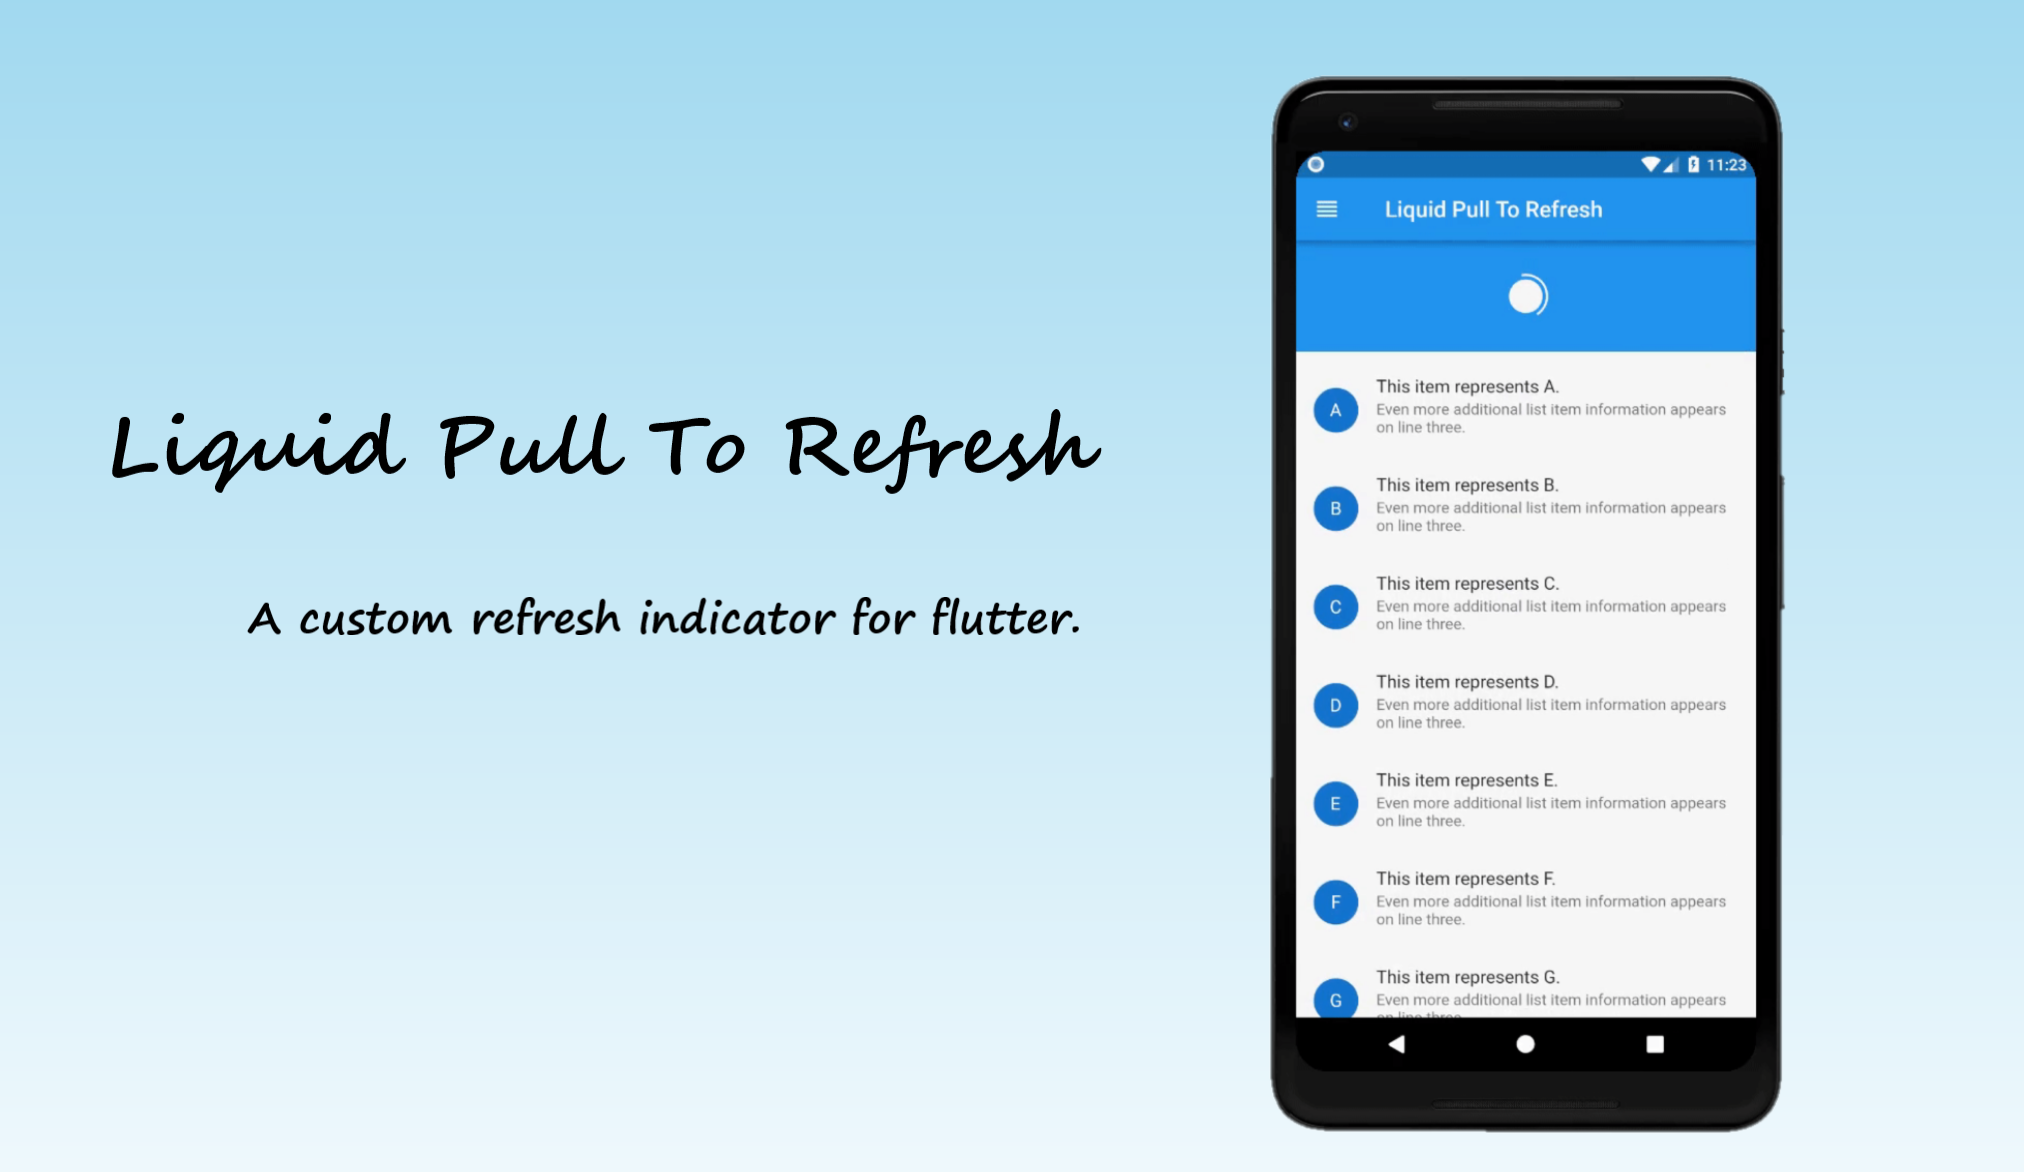 Liquid Pull To Refresh
A custom refresh indicator for flutter.
11:23
Liquid Pull To Refresh
A
This item represents A.
Even more additional list item information appears
on line three.
B
This item represents B.
Even more additional list item information appears
on line three.
C
This item represents C.
Even more additional list item information appears
on line three.
D
This item represents D.
Even more additional list item information appears
on line three.
E
This item represents E.
Even more additional list item information appears
on line three.
F
This item represents F.
Even more additional list item information appears
on line three.
G
This item represents G.
Even more additional list item information appears
on line three